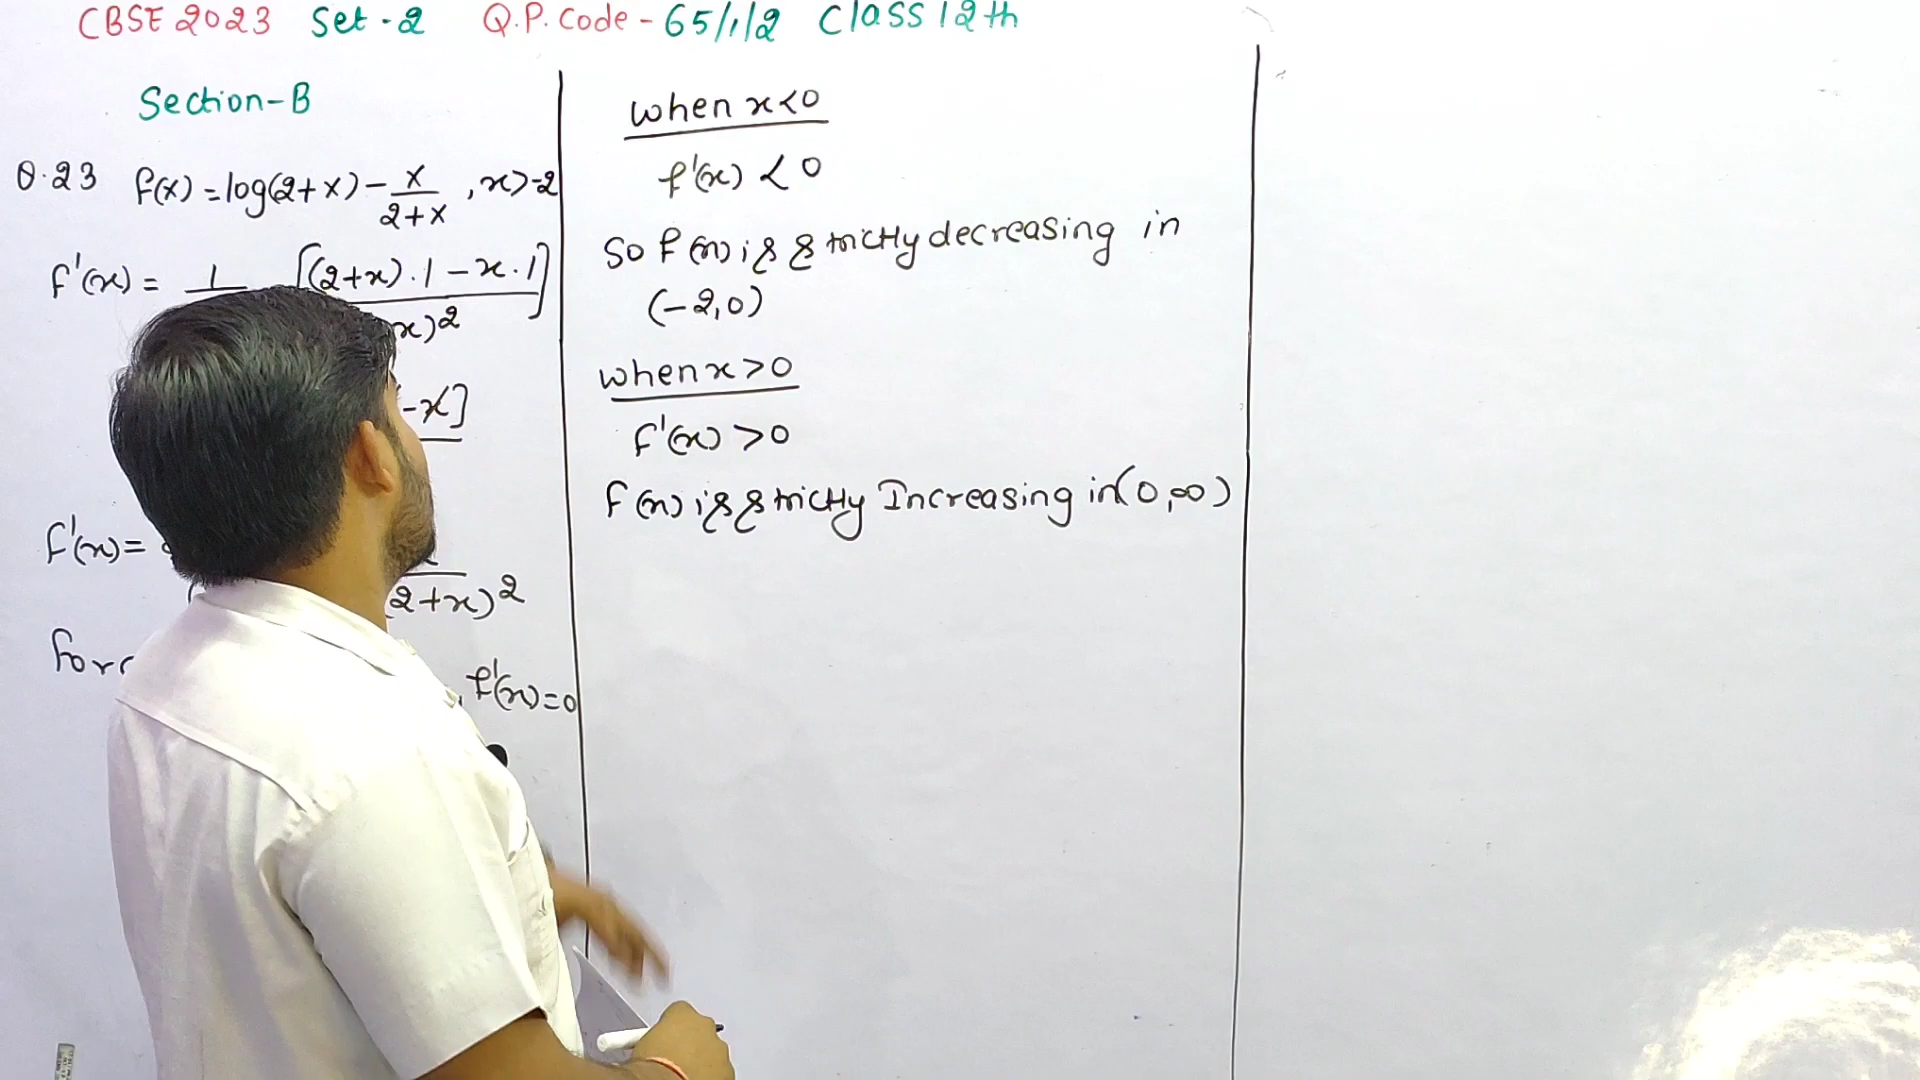 CBSE 2023 Set-2 Q.P. Code - 65/1/2 Class 12th
Section-B
Q.23 f(x) = log(2+x) - x/(2+x), x>-2
f'(x) = 1 [(2+x).1 - x.1] x)2
-x]
f'(x) = (2+x)2
For f'(x)=0
when x<0
f'(x) < 0
So f(x) is strictly decreasing in
(-2,0)
when x>0
f'(x) >0
f(x) is strictly Increasing in (0,∞)